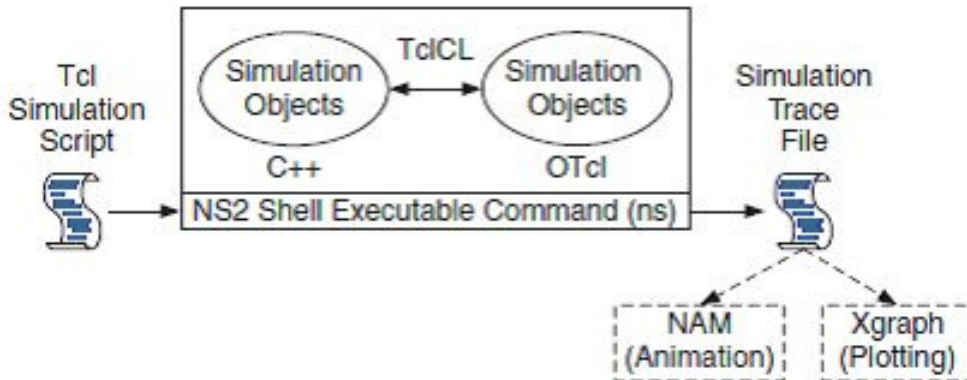 Tcl
Simulation
Script
TclCL
Simulation
Objects
C++
Simulation
Objects
OTcl
NS2 Shell Executable Command (ns)
Simulation
Trace
File
NAM
(Animation)
Xgraph
(Plotting)